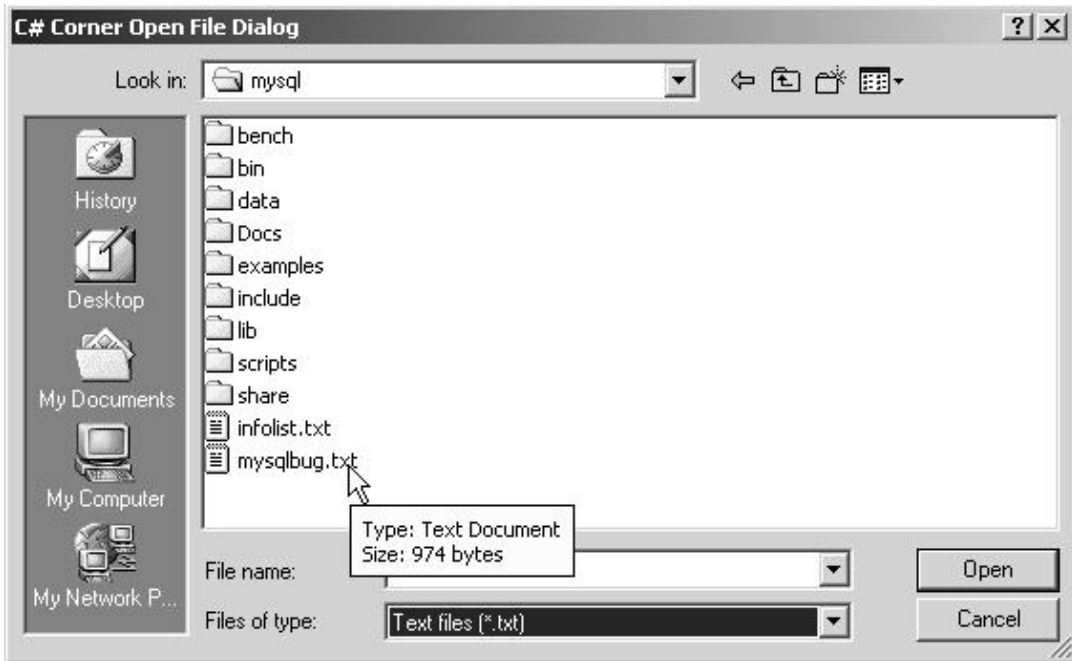 C# Corner Open File Dialog
Look in: mysql
History
Desktop
My Documents
My Computer
My Network P...
bench
bin
data
Docs
examples
include
lib
scripts
share
infolist.txt
mysqlbug.txt
Type: Text Document
Size: 974 bytes
File name:
Open
Files of type: Text files (*.txt)
Cancel